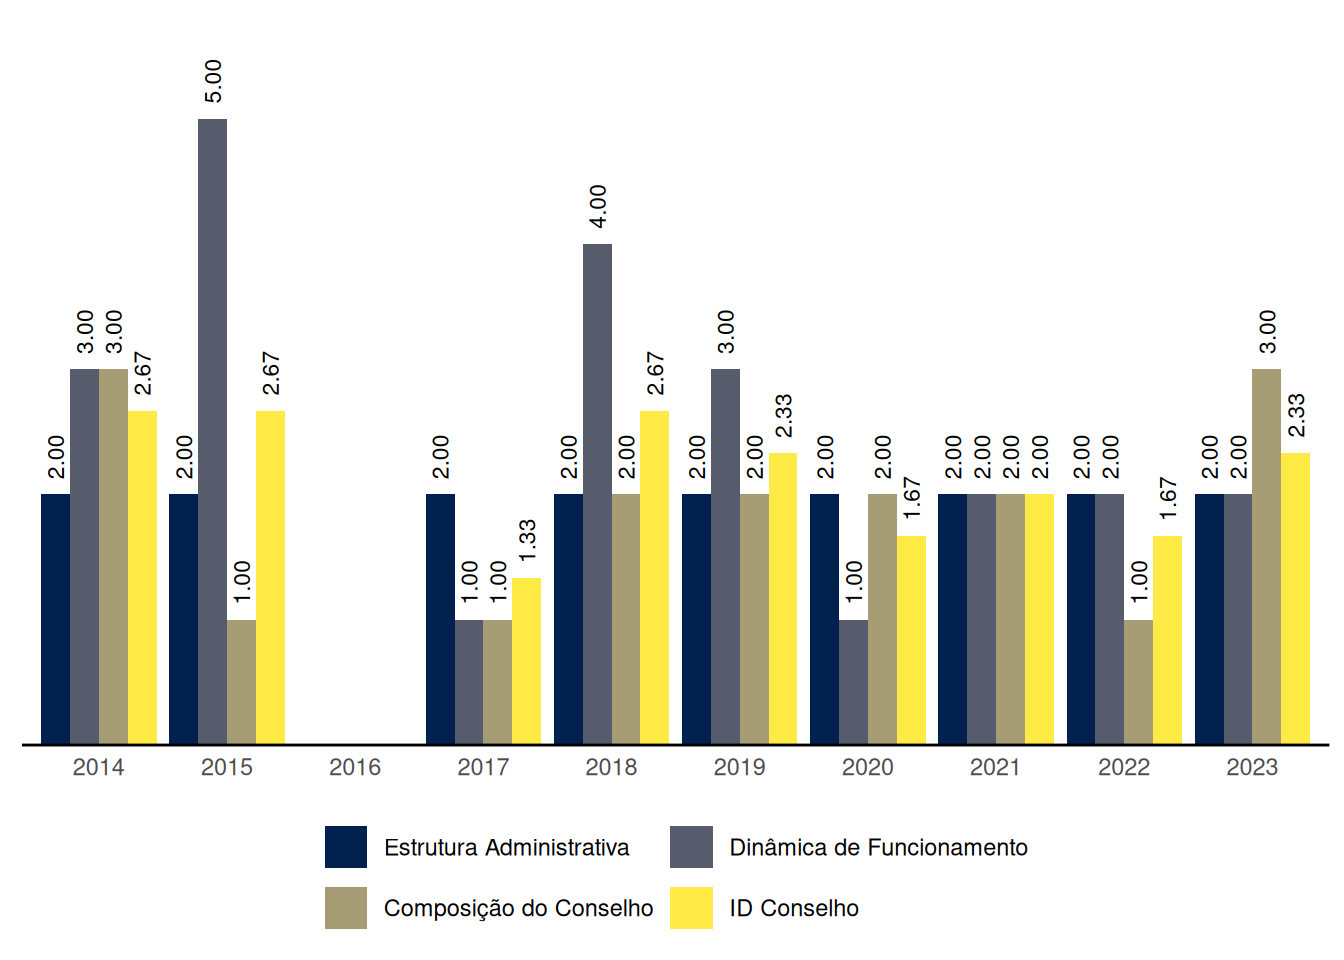 2.00 3.00 3.00 2.67
2.00 5.00 1.00 2.67
2.00 1.00 1.00 1.33
2.00 4.00 2.00 2.67
2.00 3.00 2.00 2.33
2.00 1.00 2.00 1.67
2.00 2.00 2.00 2.00
2.00 2.00 1.00 1.67
2.00 2.00 3.00 2.33
2014 2015 2016 2017 2018 2019 2020 2021 2022 2023
Estrutura Administrativa Dinâmica de Funcionamento
Composição do Conselho ID Conselho